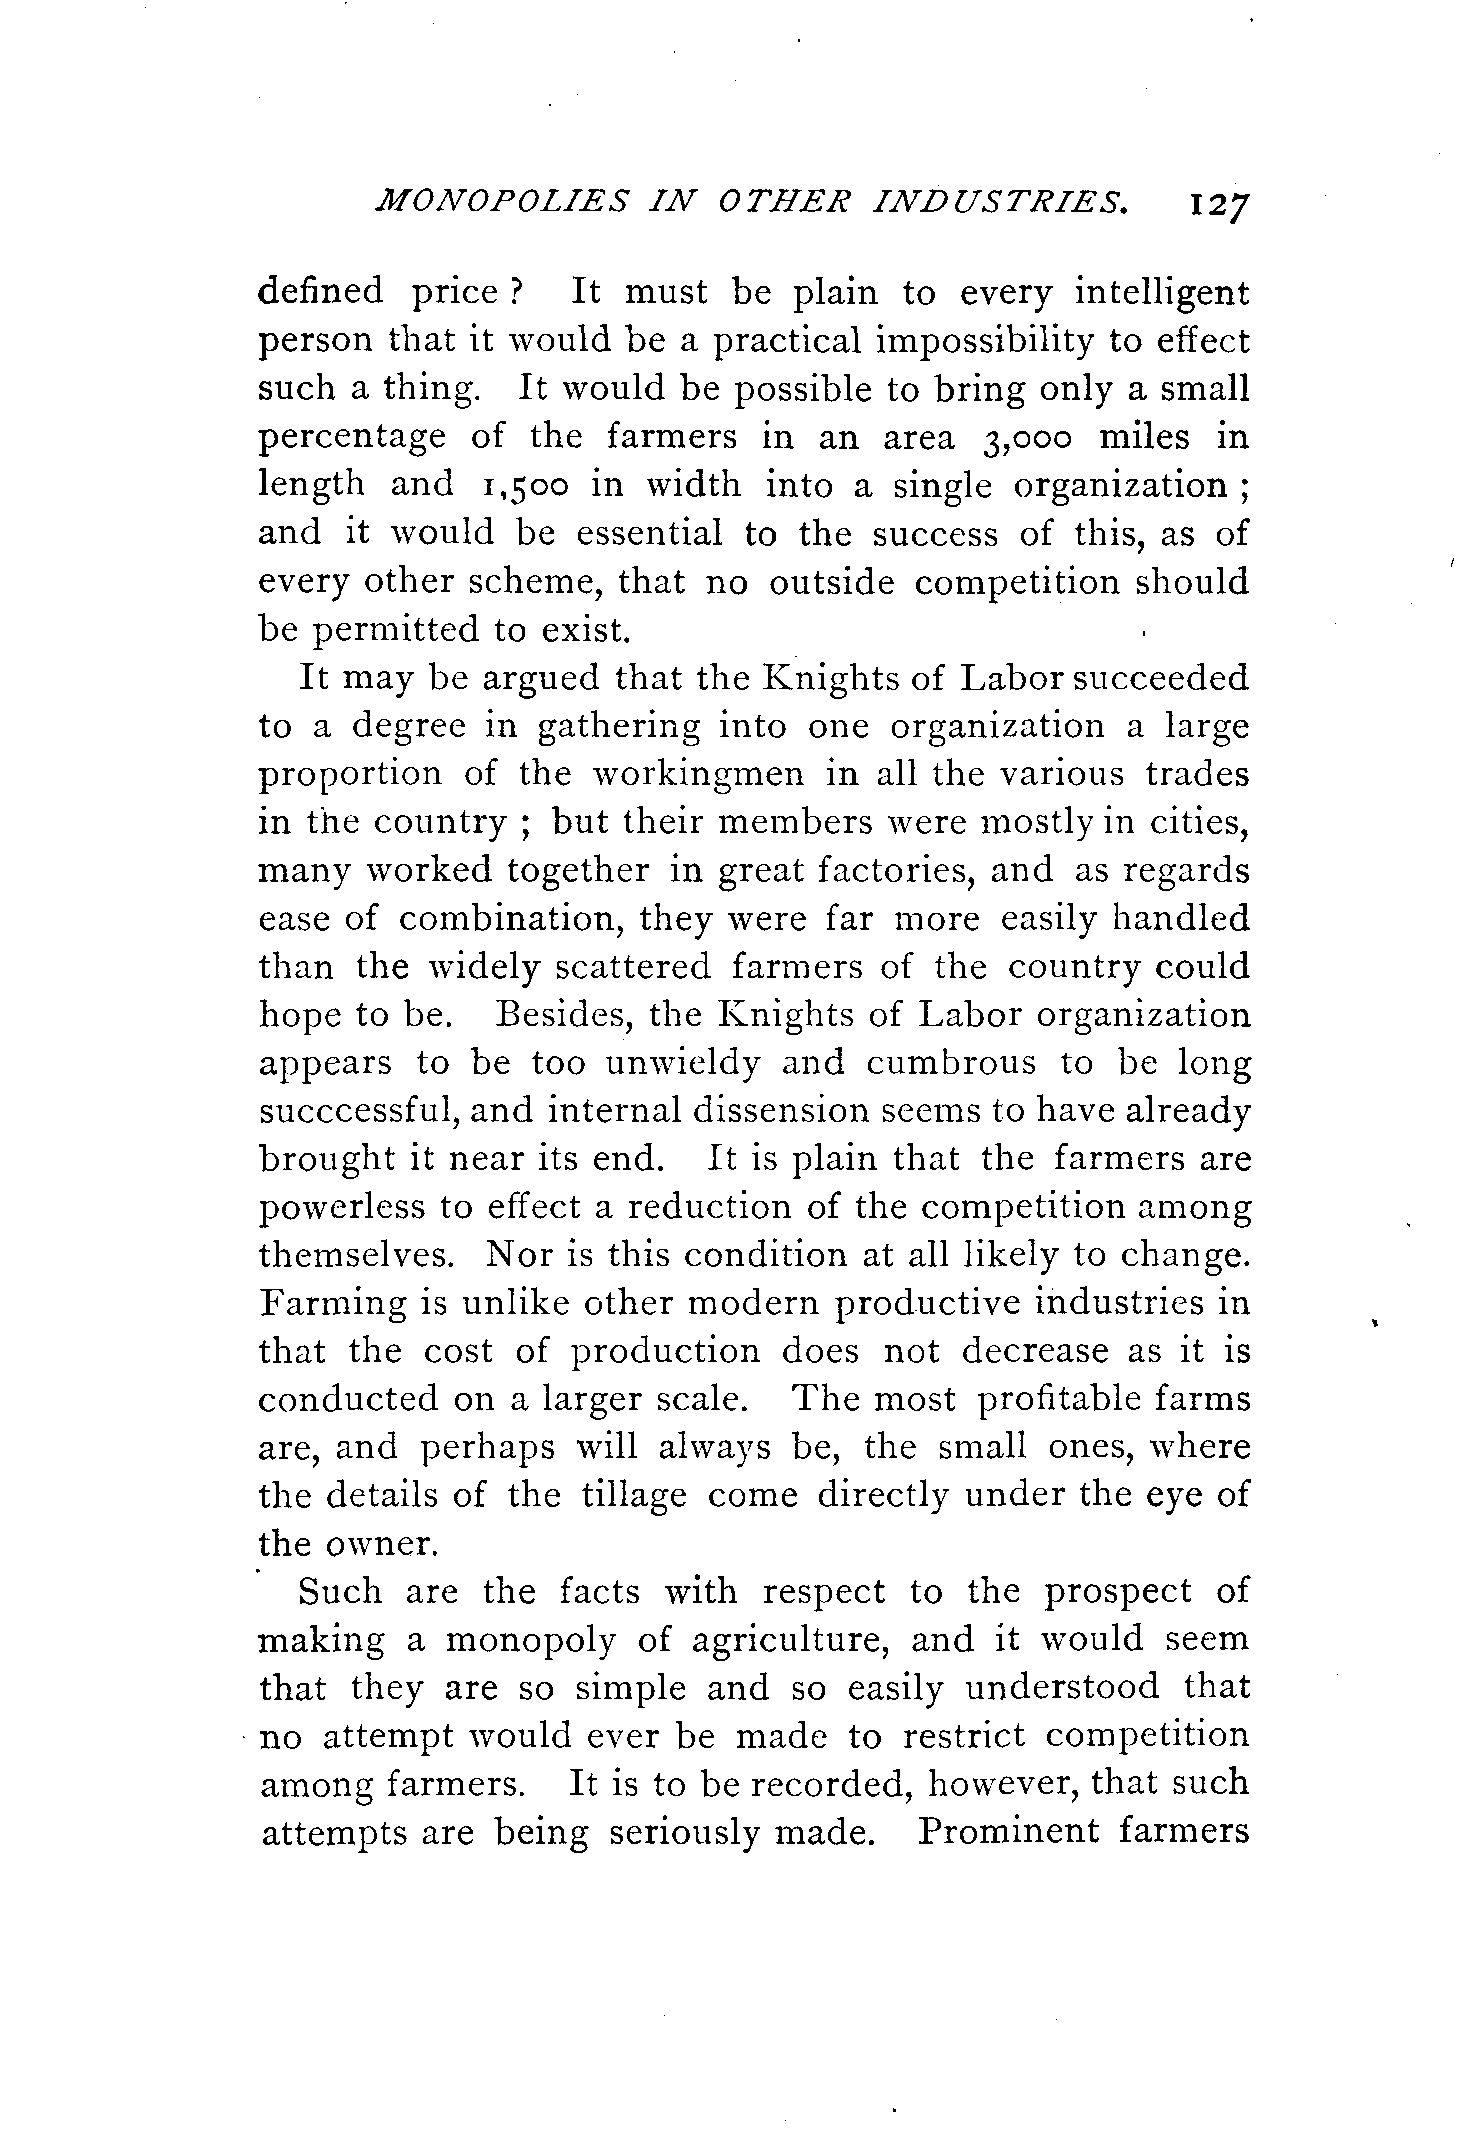 MONOPOLIES IN OTHER INDUSTRIES. 127
defined price ? It must be plain to every intelligent
person that it would be a practical impossibility to effect
such a thing. It would be possible to bring only a small
percentage of the farmers in an area 3,000 miles in
length and 1,500 in width into a single organization ;
and it would be essential to the success of this, as of
every other scheme, that no outside competition should
be permitted to exist.
It may be argued that the Knights of Labor succeeded
to a degree in gathering into one organization a large
proportion of the workingmen in all the various trades
in the country ; but their members were mostly in cities,
many worked together in great factories, and as regards
ease of combination, they were far more easily handled
than the widely scattered farmers of the country could
hope to be. Besides, the Knights of Labor organization
appears to be too unwieldy and cumbrous to be long
succcessful, and internal dissension seems to have already
brought it near its end. It is plain that the farmers are
powerless to effect a reduction of the competition among
themselves. Nor is this condition at all likely to change.
Farming is unlike other modern productive industries in
that the cost of production does not decrease as it is
conducted on a larger scale. The most profitable farms
are, and perhaps will always be, the small ones, where
the details of the tillage come directly under the eye of
the owner.
Such are the facts with respect to the prospect of
making a monopoly of agriculture, and it would seem
that they are so simple and so easily understood that
no attempt would ever be made to restrict competition
among farmers. It is to be recorded, however, that such
attempts are being seriously made. Prominent farmers